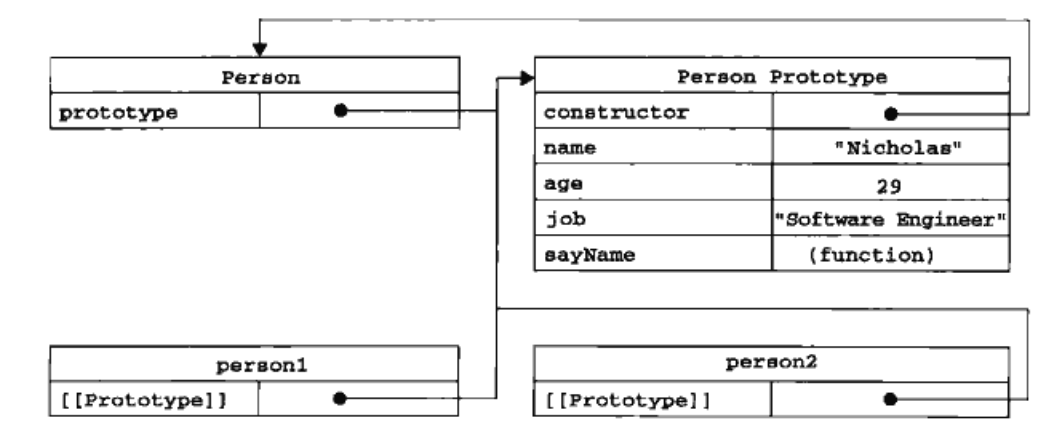 Person
prototype
Person Prototype
constructor
name "Nicholas"
age 29
job "Software Engineer"
sayName (function)
person1
[[Prototype]]
person2
[[Prototype]]